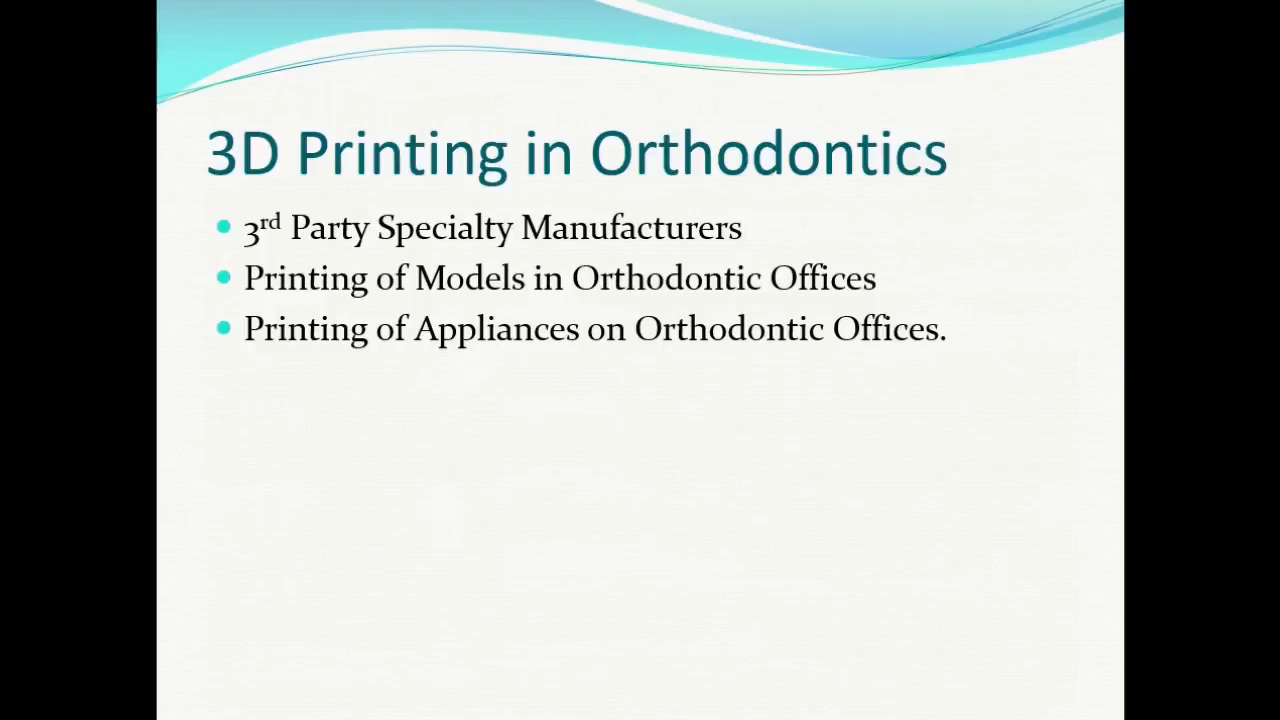 3D Printing in Orthodontics
• 3rd Party Specialty Manufacturers
• Printing of Models in Orthodontic Offices
• Printing of Appliances on Orthodontic Offices.